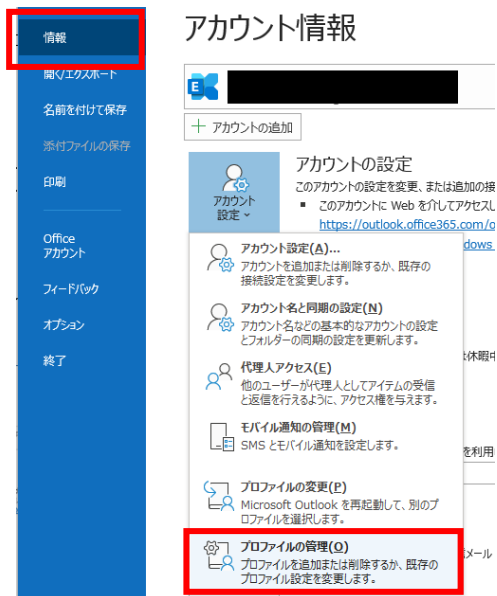 情報
開く/エクスポート
名前を付けて保存
添付ファイルの保存
印刷
Office
アカウント
フィードバック
オプション
終了
アカウント情報
E
アカウントの追加
アカウント
設定
アカウントの設定
このアカウントの設定を変更、または追加の接
このアカウントに Web を介してアクセスし
https://outlook.office365.com/o
dows
アカウント設定(A)...
アカウントを追加または削除するか、既存の
接続設定を変更します。
アカウント名と同期の設定(N)
アカウント名などの基本的なアカウントの設定
とフォルダーの同期の設定を更新します。
代理人アクセス(E)
他のユーザーが代理人としてアイテムの受信
と返信を行えるように、アクセス権を与えます。
休暇中
モバイル通知の管理(M)
SMS とモバイル通知を設定します。
を利用
プロファイルの変更(P)
Microsoft Outlook を再起動して、別のプ
ロファイルを選択します。
プロファイルの管理(O)
プロファイルを追加または削除するか、既存の
プロファイル設定を変更します。
メール